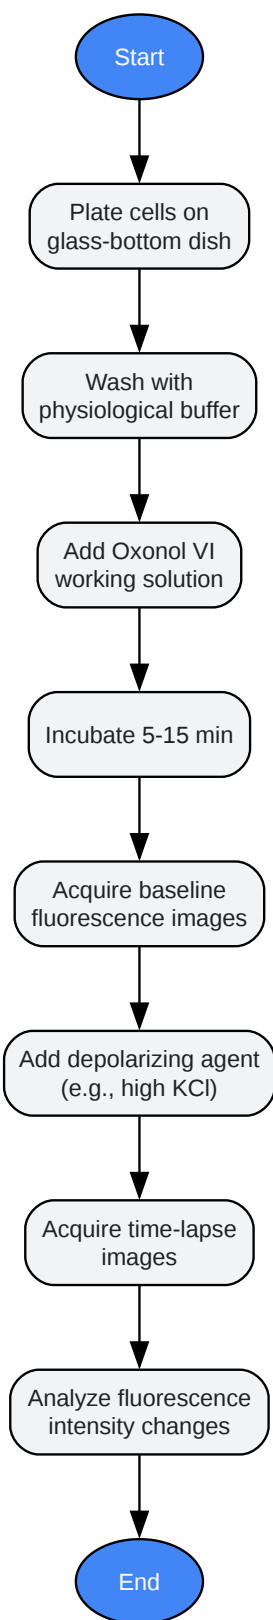 Start
Plate cells on
glass-bottom dish
Wash with
physiological buffer
Add Oxonol VI
working solution
Incubate 5-15 min
Acquire baseline
fluorescence images
Add depolarizing agent
(e.g., high KCl)
Acquire time-lapse
images
Analyze fluorescence
intensity changes
End